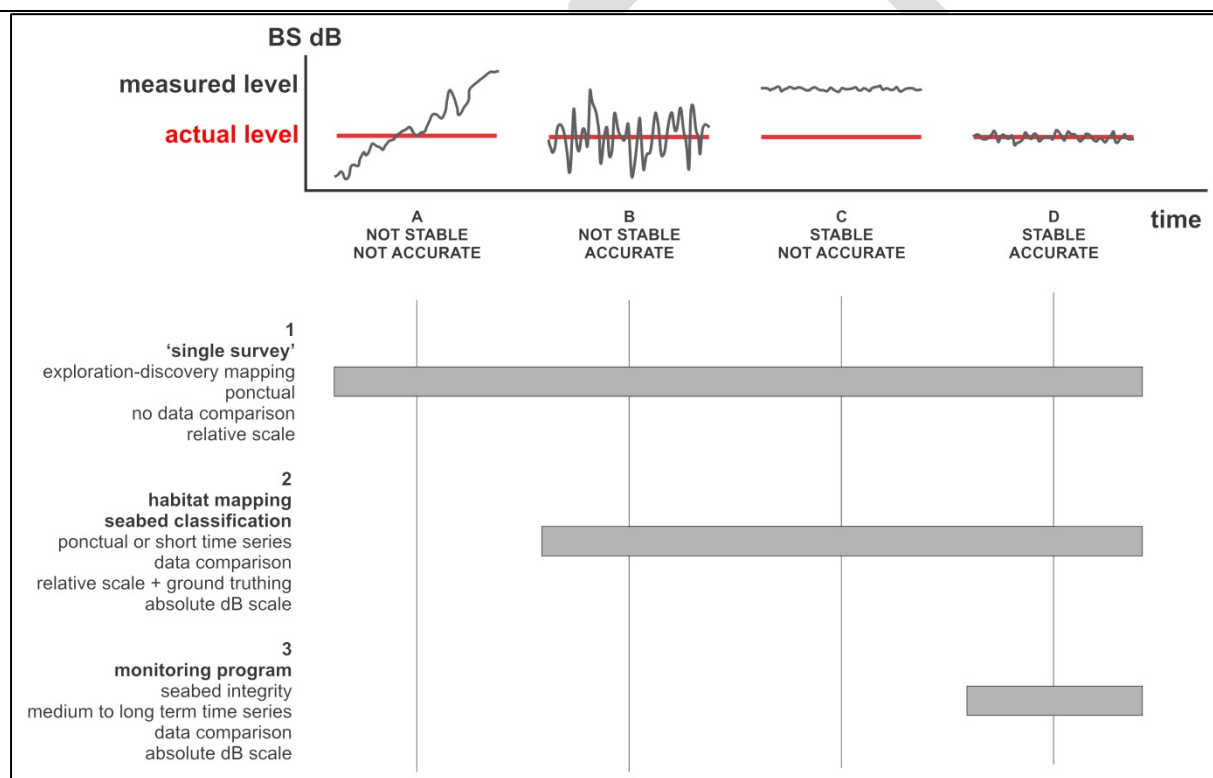 BS dB
measured level
actual level
time
A
NOT STABLE
NOT ACCURATE
B
NOT STABLE
ACCURATE
C
STABLE
NOT ACCURATE
D
STABLE
ACCURATE
1
‘single survey’
exploration-discovery mapping
ponctual
no data comparison
relative scale
2
habitat mapping
seabed classification
ponctual or short time series
data comparison
relative scale + ground truthing
absolute dB scale
3
monitoring program
seabed integrity
medium to long term time series
data comparison
absolute dB scale